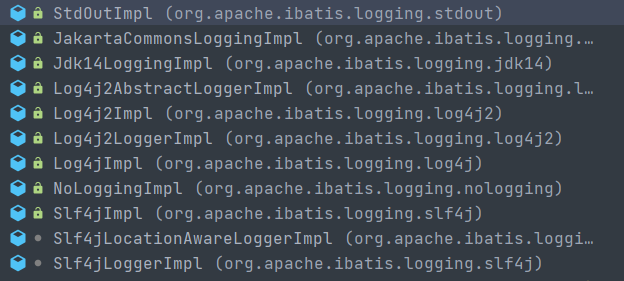 StdOutImpl (org.apache.ibatis.logging.stdout)
JakartaCommonsLoggingImpl (org.apache.ibatis.logging.…
Jdk14LoggingImpl (org.apache.ibatis.logging.jdk14)
Log4j2AbstractLoggerImpl (org.apache.ibatis.logging.l…
Log4j2Impl (org.apache.ibatis.logging.log4j2)
Log4j2LoggerImpl (org.apache.ibatis.logging.log4j2)
Log4jImpl (org.apache.ibatis.logging.log4j)
NoLoggingImpl (org.apache.ibatis.logging.nologging)
Slf4jImpl (org.apache.ibatis.logging.slf4j)
Slf4jLocationAwareLoggerImpl (org.apache.ibatis.loggi…
Slf4jLoggerImpl (org.apache.ibatis.logging.slf4j)